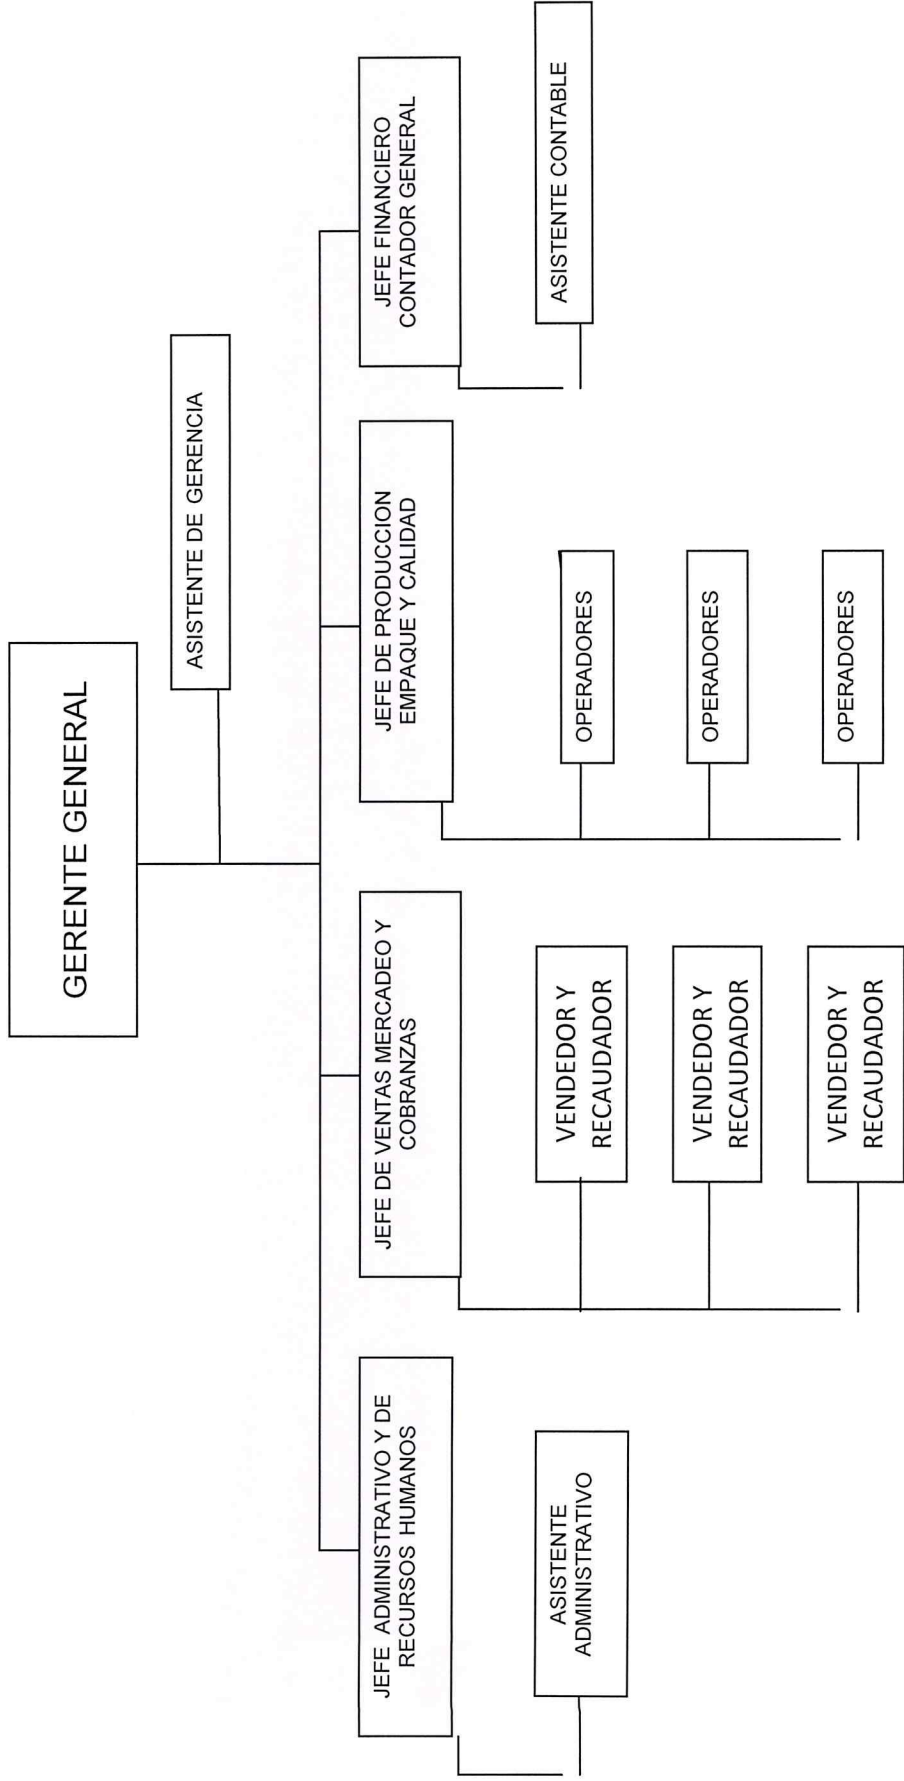 GERENTE GENERAL
ASISTENTE DE GERENCIA
JEFE ADMINISTRATIVO Y DE
RECURSOS HUMANOS
JEFE DE VENTAS MERCADEO Y
COBRANZAS
JEFE DE PRODUCCION
EMPAQUE Y CALIDAD
JEFE FINANCIERO
CONTADOR GENERAL
ASISTENTE
ADMINISTRATIVO
VENDEDOR Y
RECAUDADOR
VENDEDOR Y
RECAUDADOR
VENDEDOR Y
RECAUDADOR
OPERADORES
OPERADORES
OPERADORES
ASISTENTE CONTABLE